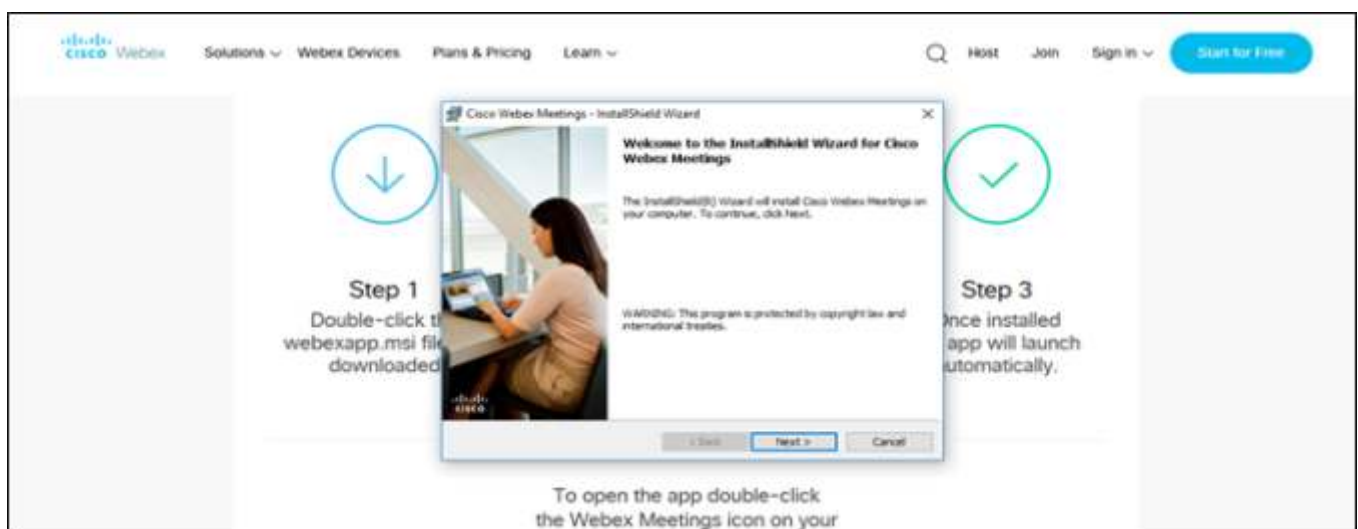 CISCO Webex Solutions Webex Devices Plans & Pricing Learn Host Join Sign in Start for Free
Cisco Webex Meetings - InstallShield Wizard
Welcome to the InstallShield Wizard for Cisco
Webex Meetings
The InstallShield(R) Wizard will install Cisco Webex Meetings on
your computer. To continue, click Next.
WARNING: This program is protected by copyright law and
international treaties.
CISCO
< Back Next > Cancel
Step 1
Double-click
webexapp.msi
downloaded
Step 3
installed
app will launch
To open the app double-click
the Webex Meetings icon on your